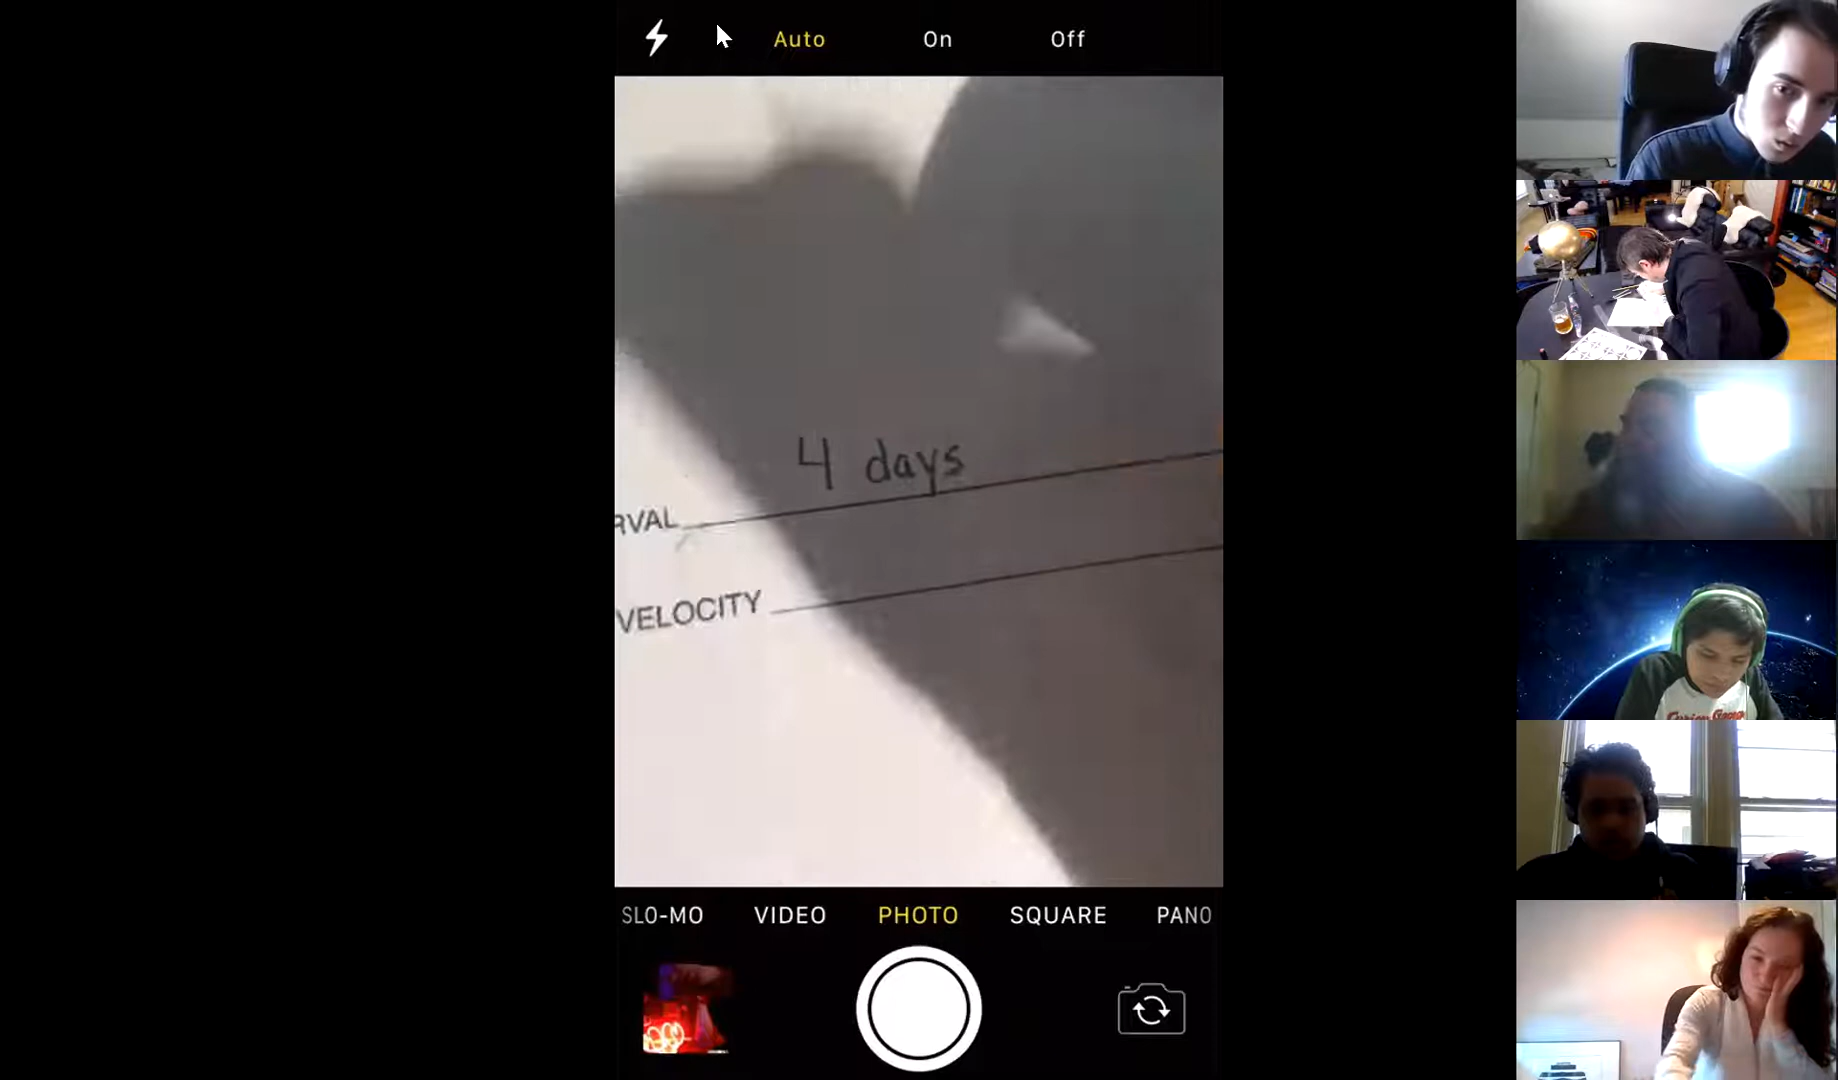 Auto On Off
4 days
RVAL
VELOCITY
SLO-MO VIDEO PHOTO SQUARE PANO